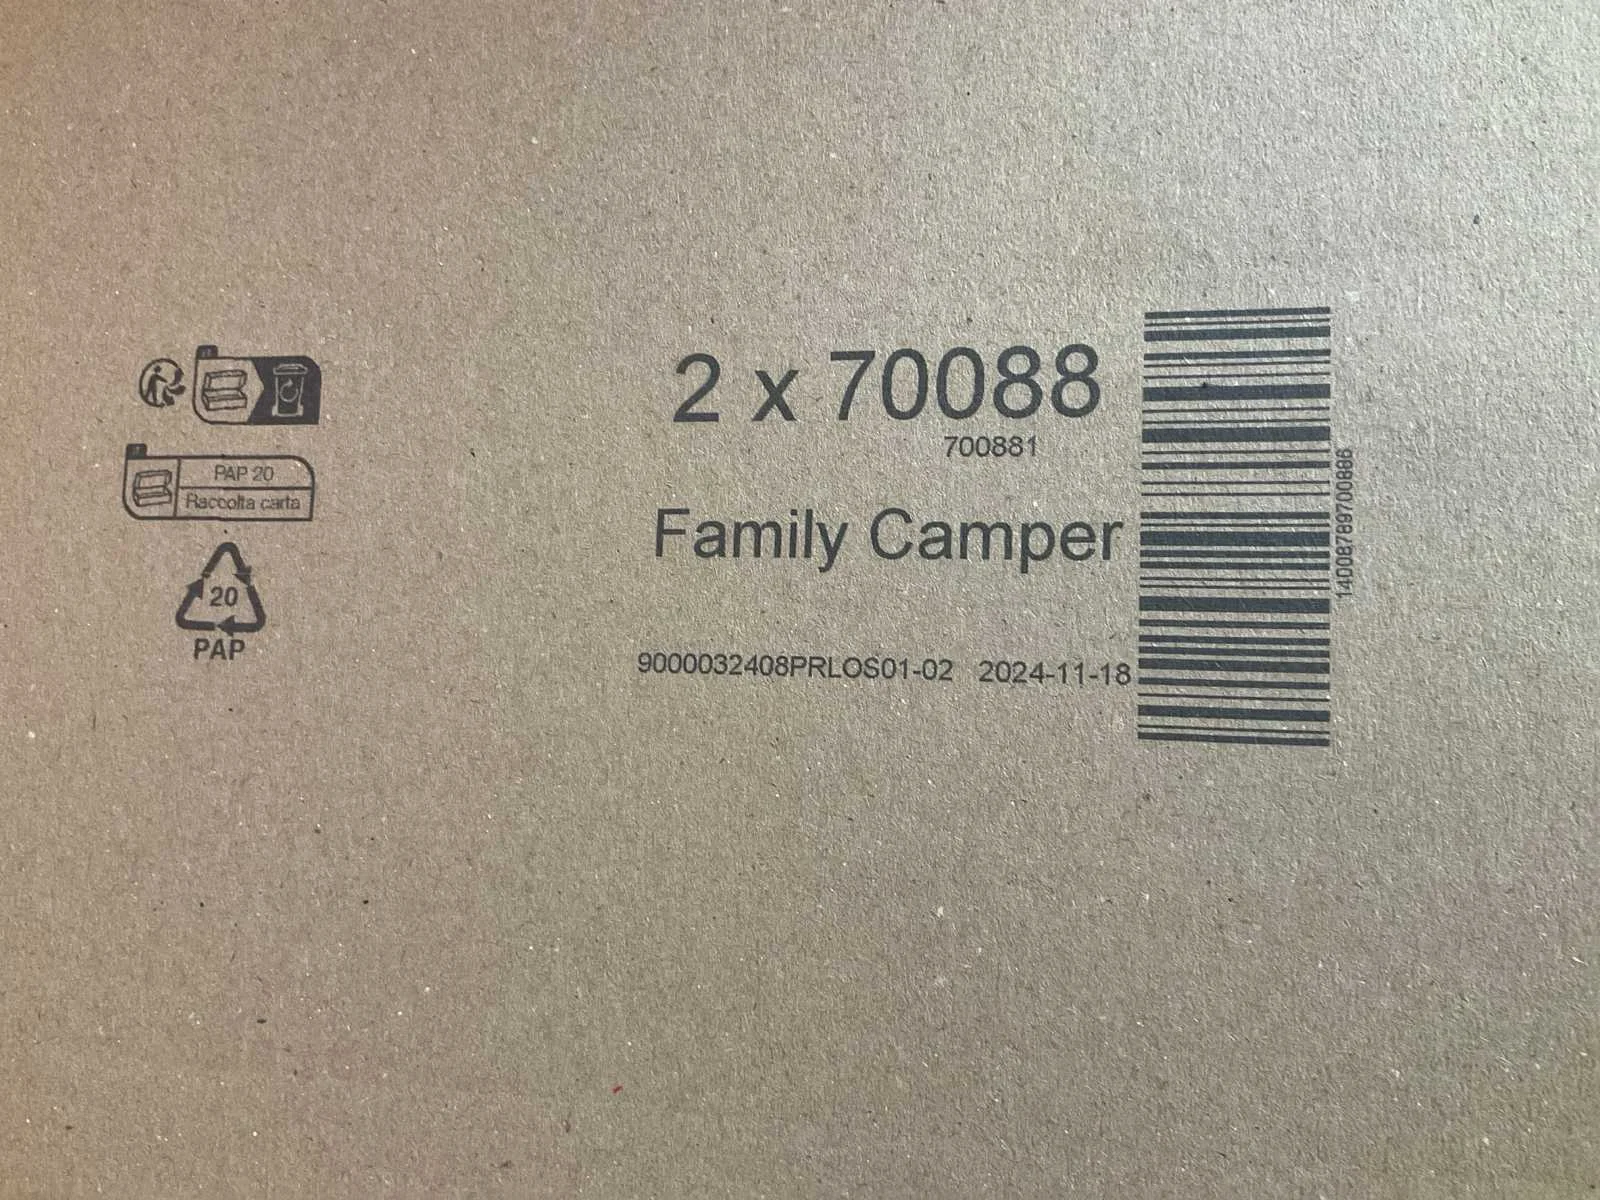 2 x 70088
700881
Family Camper
9000032408PRLOS01-02 2024-11-18
14008789700886
PAP 20
Raccolta carta
20
PAP